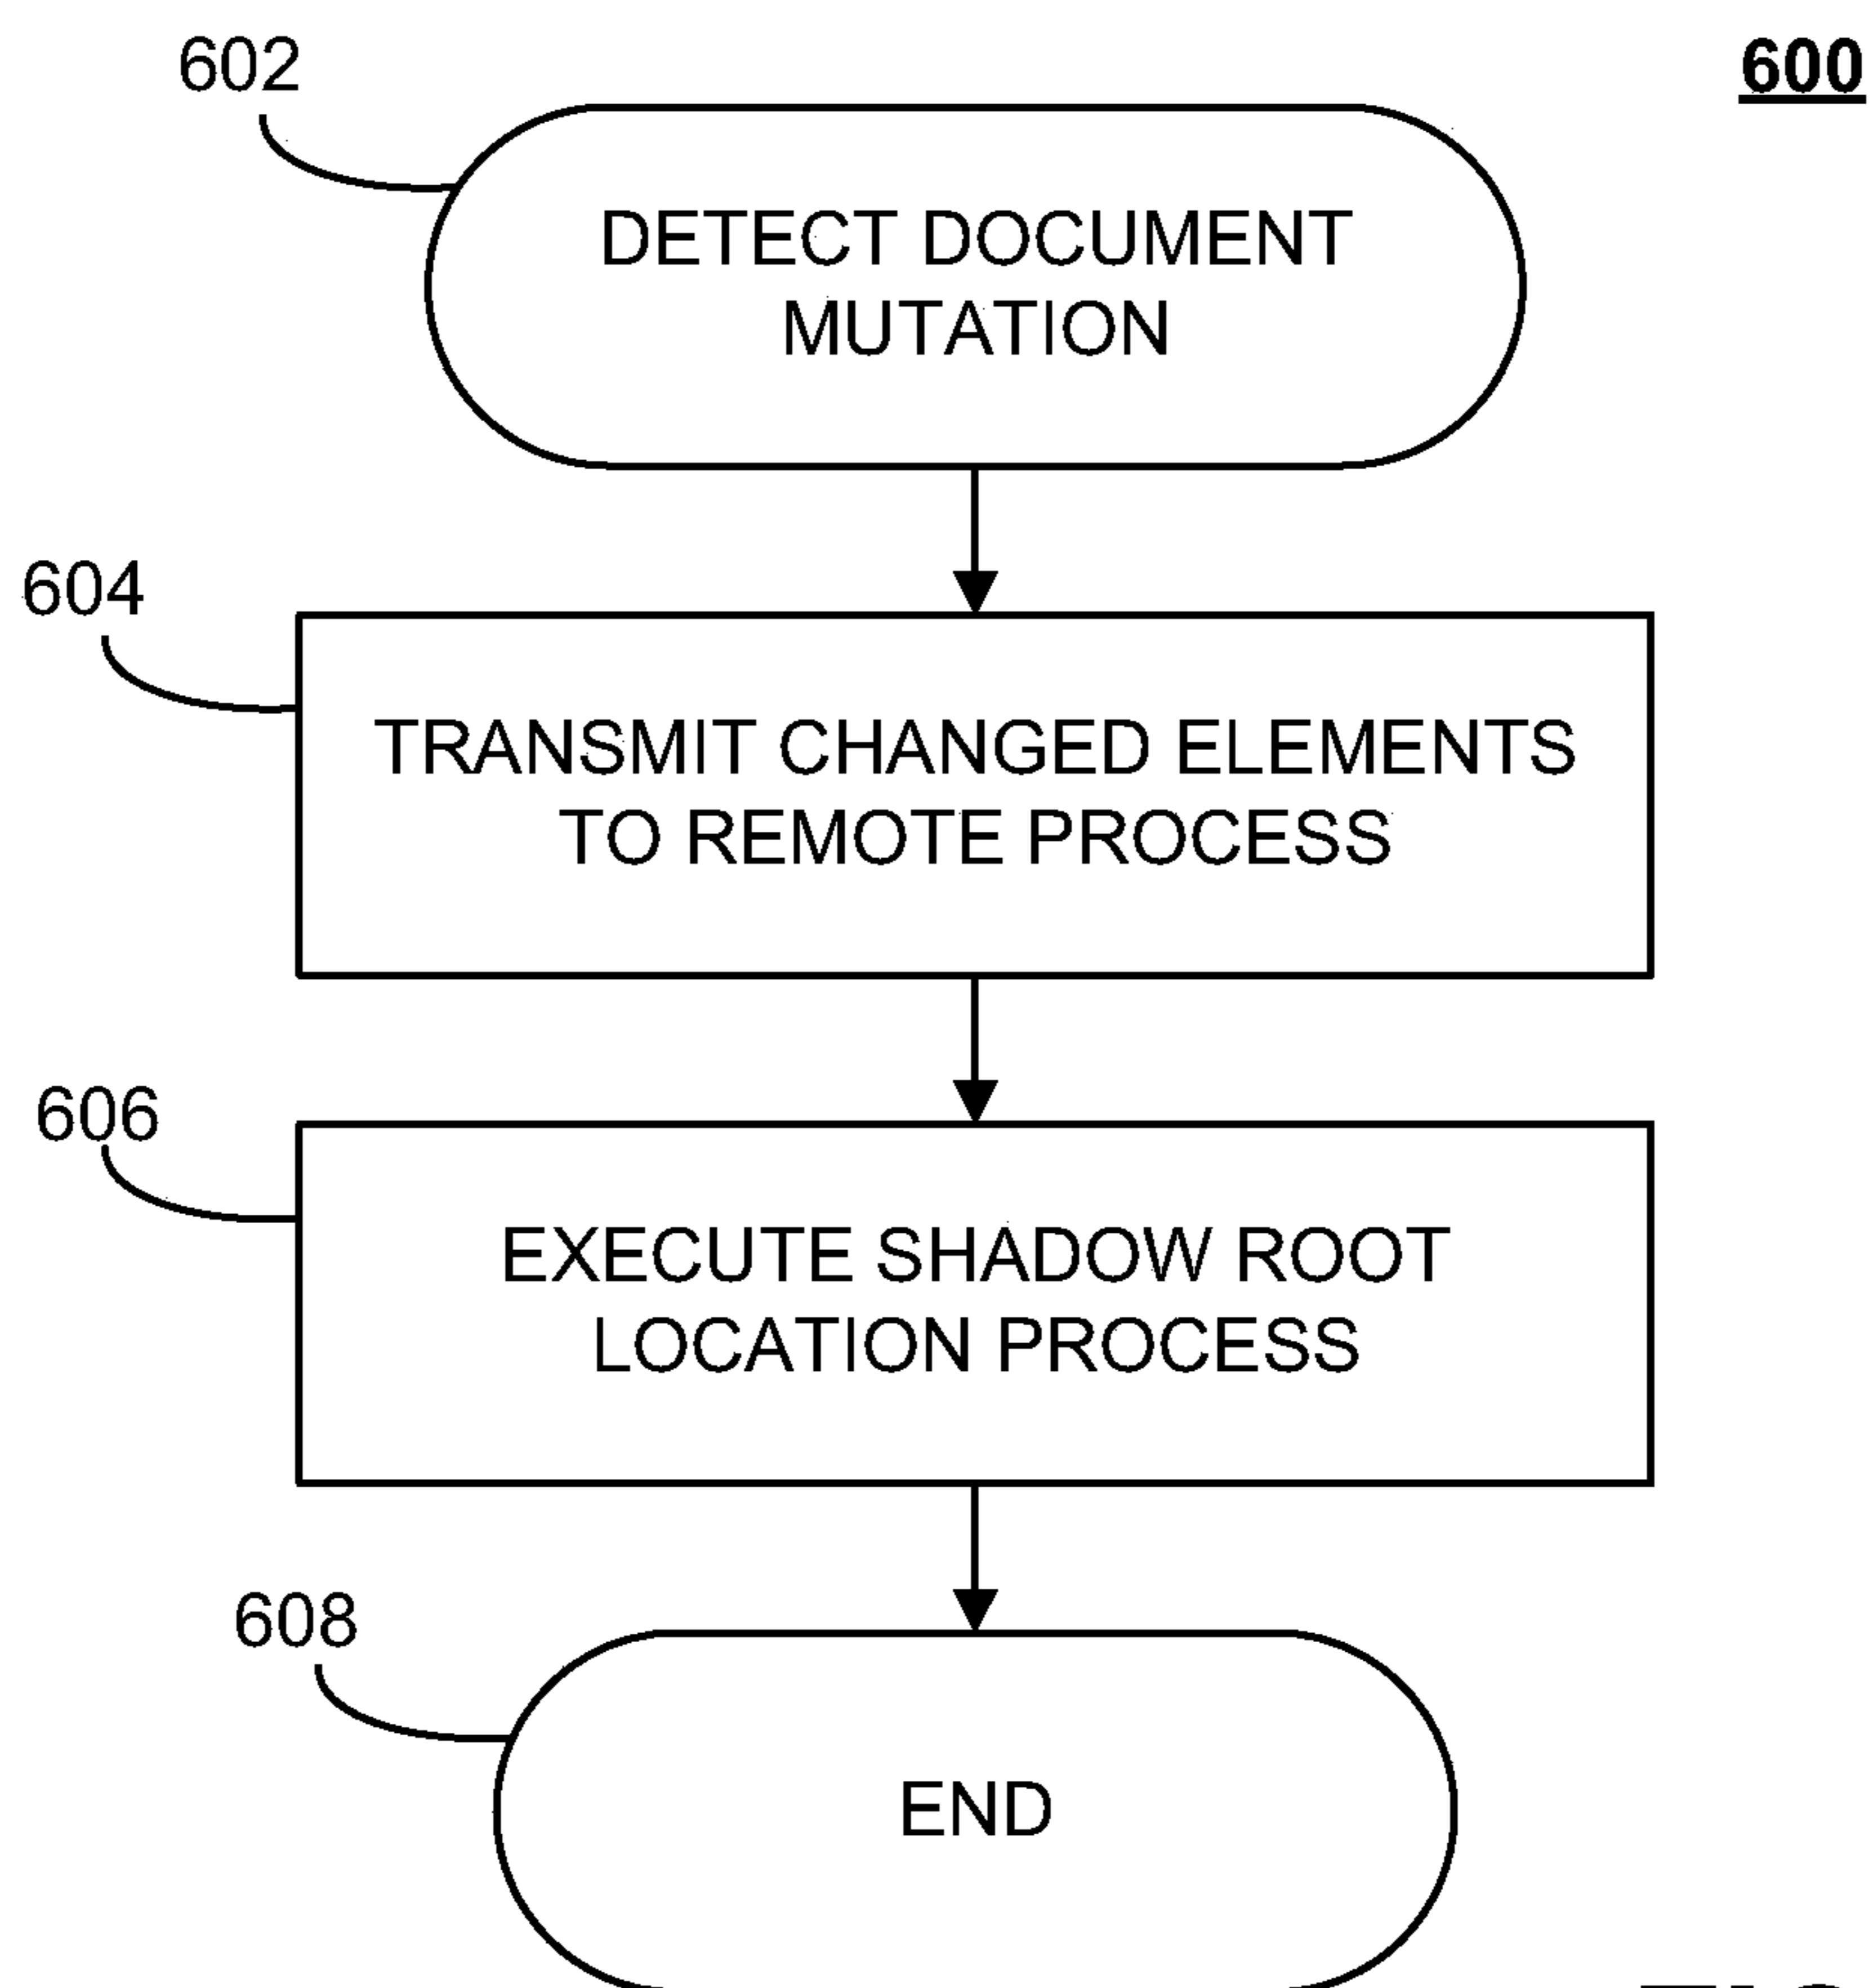 602
600
DETECT DOCUMENT
MUTATION
604
TRANSMIT CHANGED ELEMENTS
TO REMOTE PROCESS
606
EXECUTE SHADOW ROOT
LOCATION PROCESS
608
END